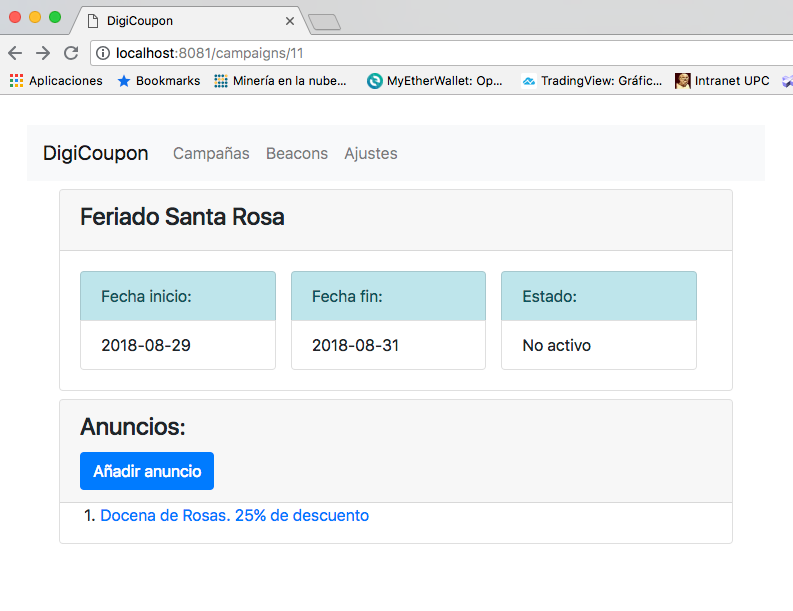 DigiCoupon
localhost:8081/campaigns/11
Aplicaciones Bookmarks Minería en la nube... MyEtherWallet: Op... TradingView: Gráfic... Intranet UPC
DigiCoupon Campañas Beacons Ajustes
Feriado Santa Rosa
Fecha inicio: Fecha fin: Estado:
2018-08-29 2018-08-31 No activo
Anuncios:
Añadir anuncio
1. Docena de Rosas. 25% de descuento